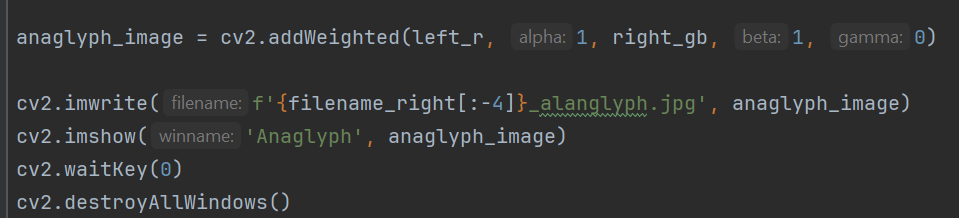 anaglyph_image = cv2.addWeighted(left_r, alpha: 1, right_gb, beta: 1, gamma: 0)
cv2.imwrite( filename: f'{filename_right[:-4]}_alanglyph.jpg', anaglyph_image)
cv2.imshow( winname: 'Anaglyph', anaglyph_image)
cv2.waitKey(0)
cv2.destroyAllWindows()